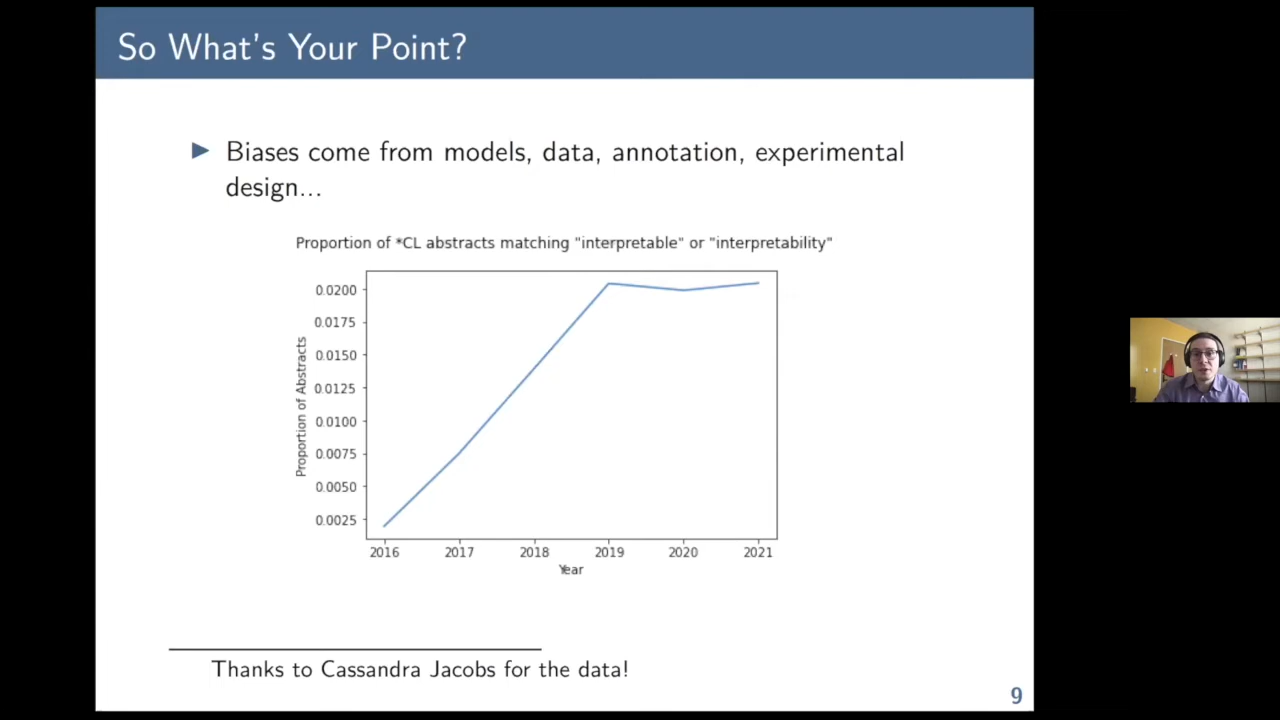 So What's Your Point?
▶ Biases come from models, data, annotation, experimental
design...
Proportion of *CL abstracts matching "interpretable" or "interpretability"
Proportion of Abstracts
0.0200
0.0175
0.0150
0.0125
0.0100
0.0075
0.0050
0.0025
2016 2017 2018 2019 2020 2021
Year
Thanks to Cassandra Jacobs for the data!
9